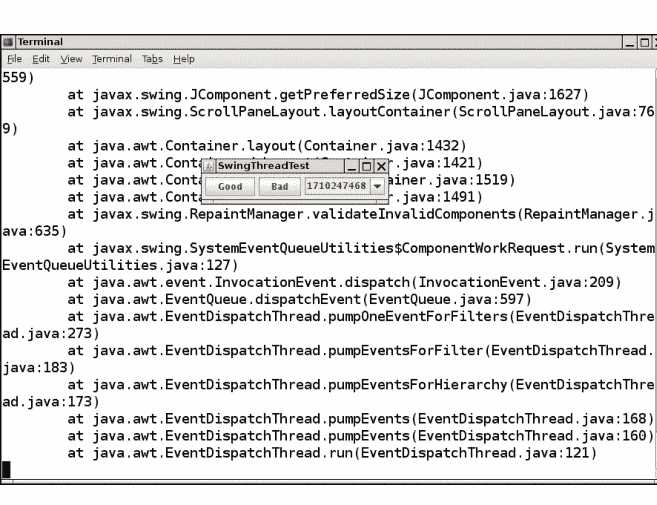 Terminal
File Edit View Terminal Tabs Help
559)
at javax.swing.JComponent.getPreferredSize(JComponent.java:1627)
at javax.swing.ScrollPaneLayout.layoutContainer(ScrollPaneLayout.java:76
9)
at java.awt.Container.layout(Container.java:1432)
at java.awt.Conta
.java:1421)
SwingThreadTest
at java.awt.Conta
ainer.java:1519)
Good Bad 1710247468
at java.awt.Conta
.java:1491)
at javax.swing.RepaintManager.validateInvalidComponents(RepaintManager.j
ava:635)
at javax.swing.SystemEventQueueUtilities$ComponentWorkRequest.run(System
EventQueueUtilities.java:127)
at java.awt.event.InvocationEvent.dispatch(InvocationEvent.java:209)
at java.awt.EventQueue.dispatchEvent(EventQueue.java:597)
at java.awt.EventDispatchThread.pumpOneEventForFilters(EventDispatchThre
ad.java:273)
at java.awt.EventDispatchThread.pumpEventsForFilter(EventDispatchThread.
java:183)
at java.awt.EventDispatchThread.pumpEventsForHierarchy(EventDispatchThre
ad.java:173)
at java.awt.EventDispatchThread.pumpEvents(EventDispatchThread.java:168)
at java.awt.EventDispatchThread.pumpEvents(EventDispatchThread.java:160)
at java.awt.EventDispatchThread.run(EventDispatchThread.java:121)